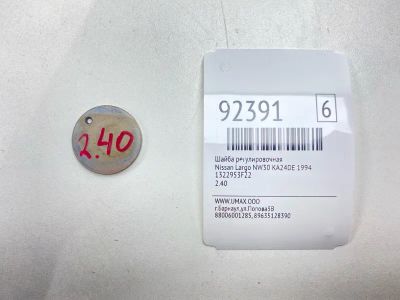 2.40
92391
6
Шайба регулировочная
Nissan Largo NW30 KA24DE 1994
1322953F22
2.40
WWW.UMAX.OOO
г.Барнаул,ул.Попова5В
88006001285, 89635128390